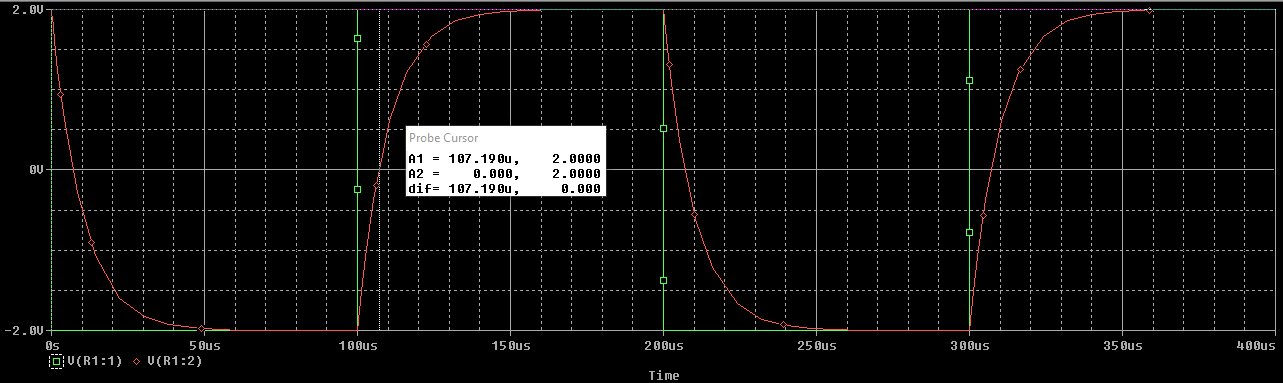 2.0V
0V
-2.0V
Probe Cursor
A1 = 107.190u, 2.0000
A2 = 0.000, 2.0000
dif= 107.190u, 0.000
0s 50us 100us 150us 200us 250us 300us 350us 400us
V(R1:1) V(R1:2)
Time